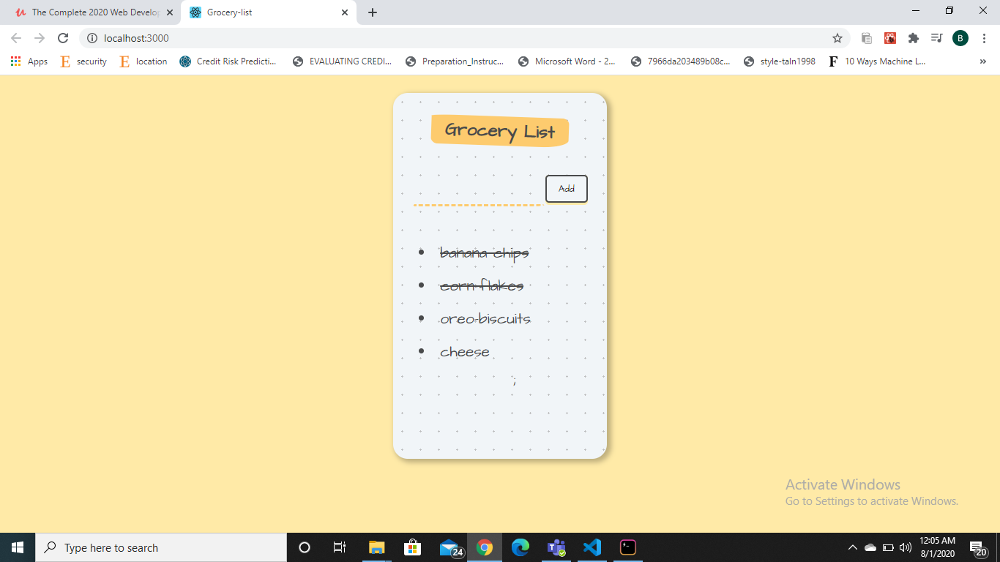 The Complete 2020 Web Develop
Grocery-list
localhost:3000
B
Apps
security
location
Credit Risk Predicti...
EVALUATING CREDI...
Preparation_Instruc...
Microsoft Word - 2...
7966da203489b08c...
style-taln1998
10 Ways Machine L...
»
Grocery List
Add
banana chips
corn-flakes
oreo-biscuits
cheese
;
Activate Windows
Go to Settings to activate Windows.
Type here to search
24
12:05 AM
8/1/2020
20